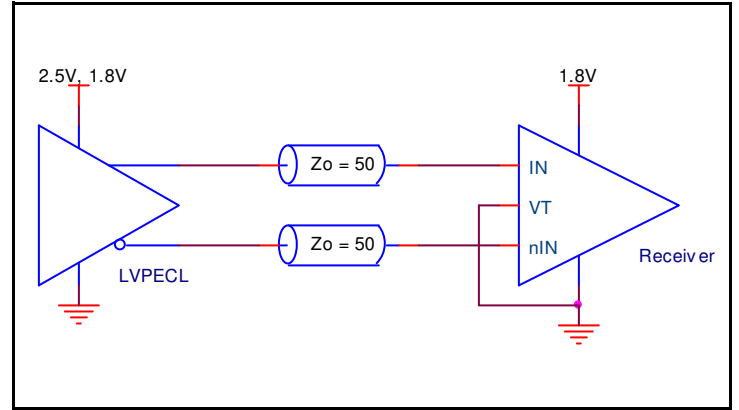 2.5V, 1.8V
1.8V
Zo = 50
IN
VT
Zo = 50
nIN
Receiver
LVPECL